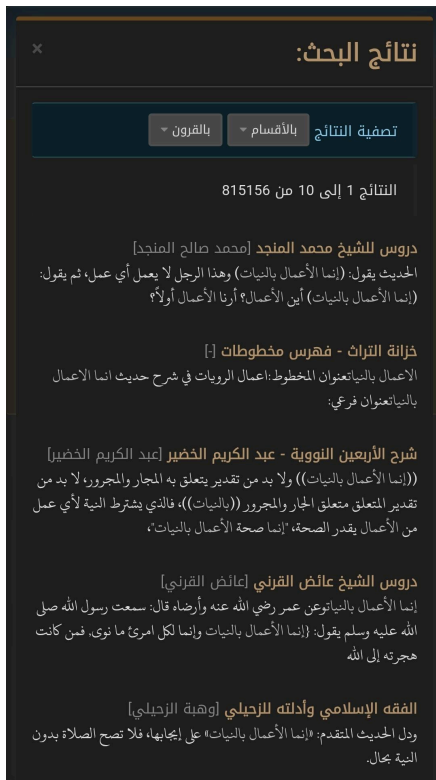 نتائج البحث:
×
تصفية النتائج بالأقسام بالقرون
النتائج 1 إلى 10 من 815156
دروس للشيخ محمد المنجد [محمد صالح المنجد]
الحديث يقول: (إنما الأعمال بالنيات) وهذا الرجل لا يعمل أي عمل، ثم يقول:
(إنما الأعمال بالنيات) أين الأعمال؟ أرنا الأعمال أولاً؟
خزانة التراث - فهرس مخطوطات [-]
الاعمال بالنياتعنوان المخطوط:اعمال الرويات في شرح حديث انما الاعمال
بالنياتعنوان فرعي:
شرح الأربعين النووية - عبد الكريم الخضير [عبد الكريم الخضير]
((إنما الأعمال بالنيات)) ولا بد من تقدير يتعلق به المجار والمجرور، لا بد من
تقدير المتعلق متعلق الجار والمجرور ((بالنيات))، فالذي يشترط النية لأي عمل
من الأعمال يقدر الصحة، "إنما صحة الأعمال بالنيات"،
دروس الشيخ عائض القرني [عائض القرني]
إنما الأعمال بالنياتوعن عمر رضي الله عنه وأرضاه قال: سمعت رسول الله صلى
الله عليه وسلم يقول: {إنما الأعمال بالنيات وإنما لكل امرئ ما نوى، فمن كانت
هجرته إلى الله
الفقه الإسلامي وأدلته للزحيلي [وهبة الزحيلي]
ودل الحديث المتقدم: «إنما الأعمال بالنيات» على إيجابها، فلا تصح الصلاة بدون
النية بحال.